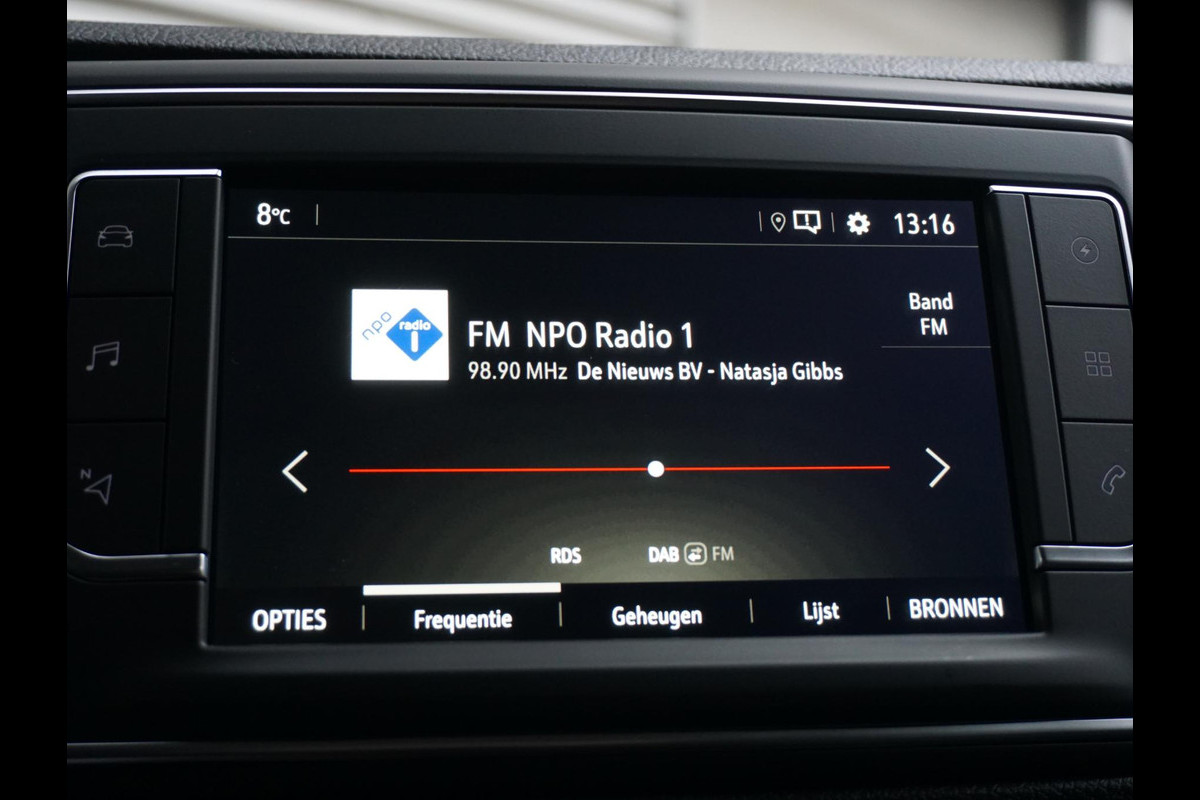 8°C
13:16
npo radio 1
Band
FM
FM NPO Radio 1
98.90 MHz De Nieuws BV - Natasja Gibbs
N
RDS
DAB FM
OPTIES
Frequentie
Geheugen
Lijst
BRONNEN